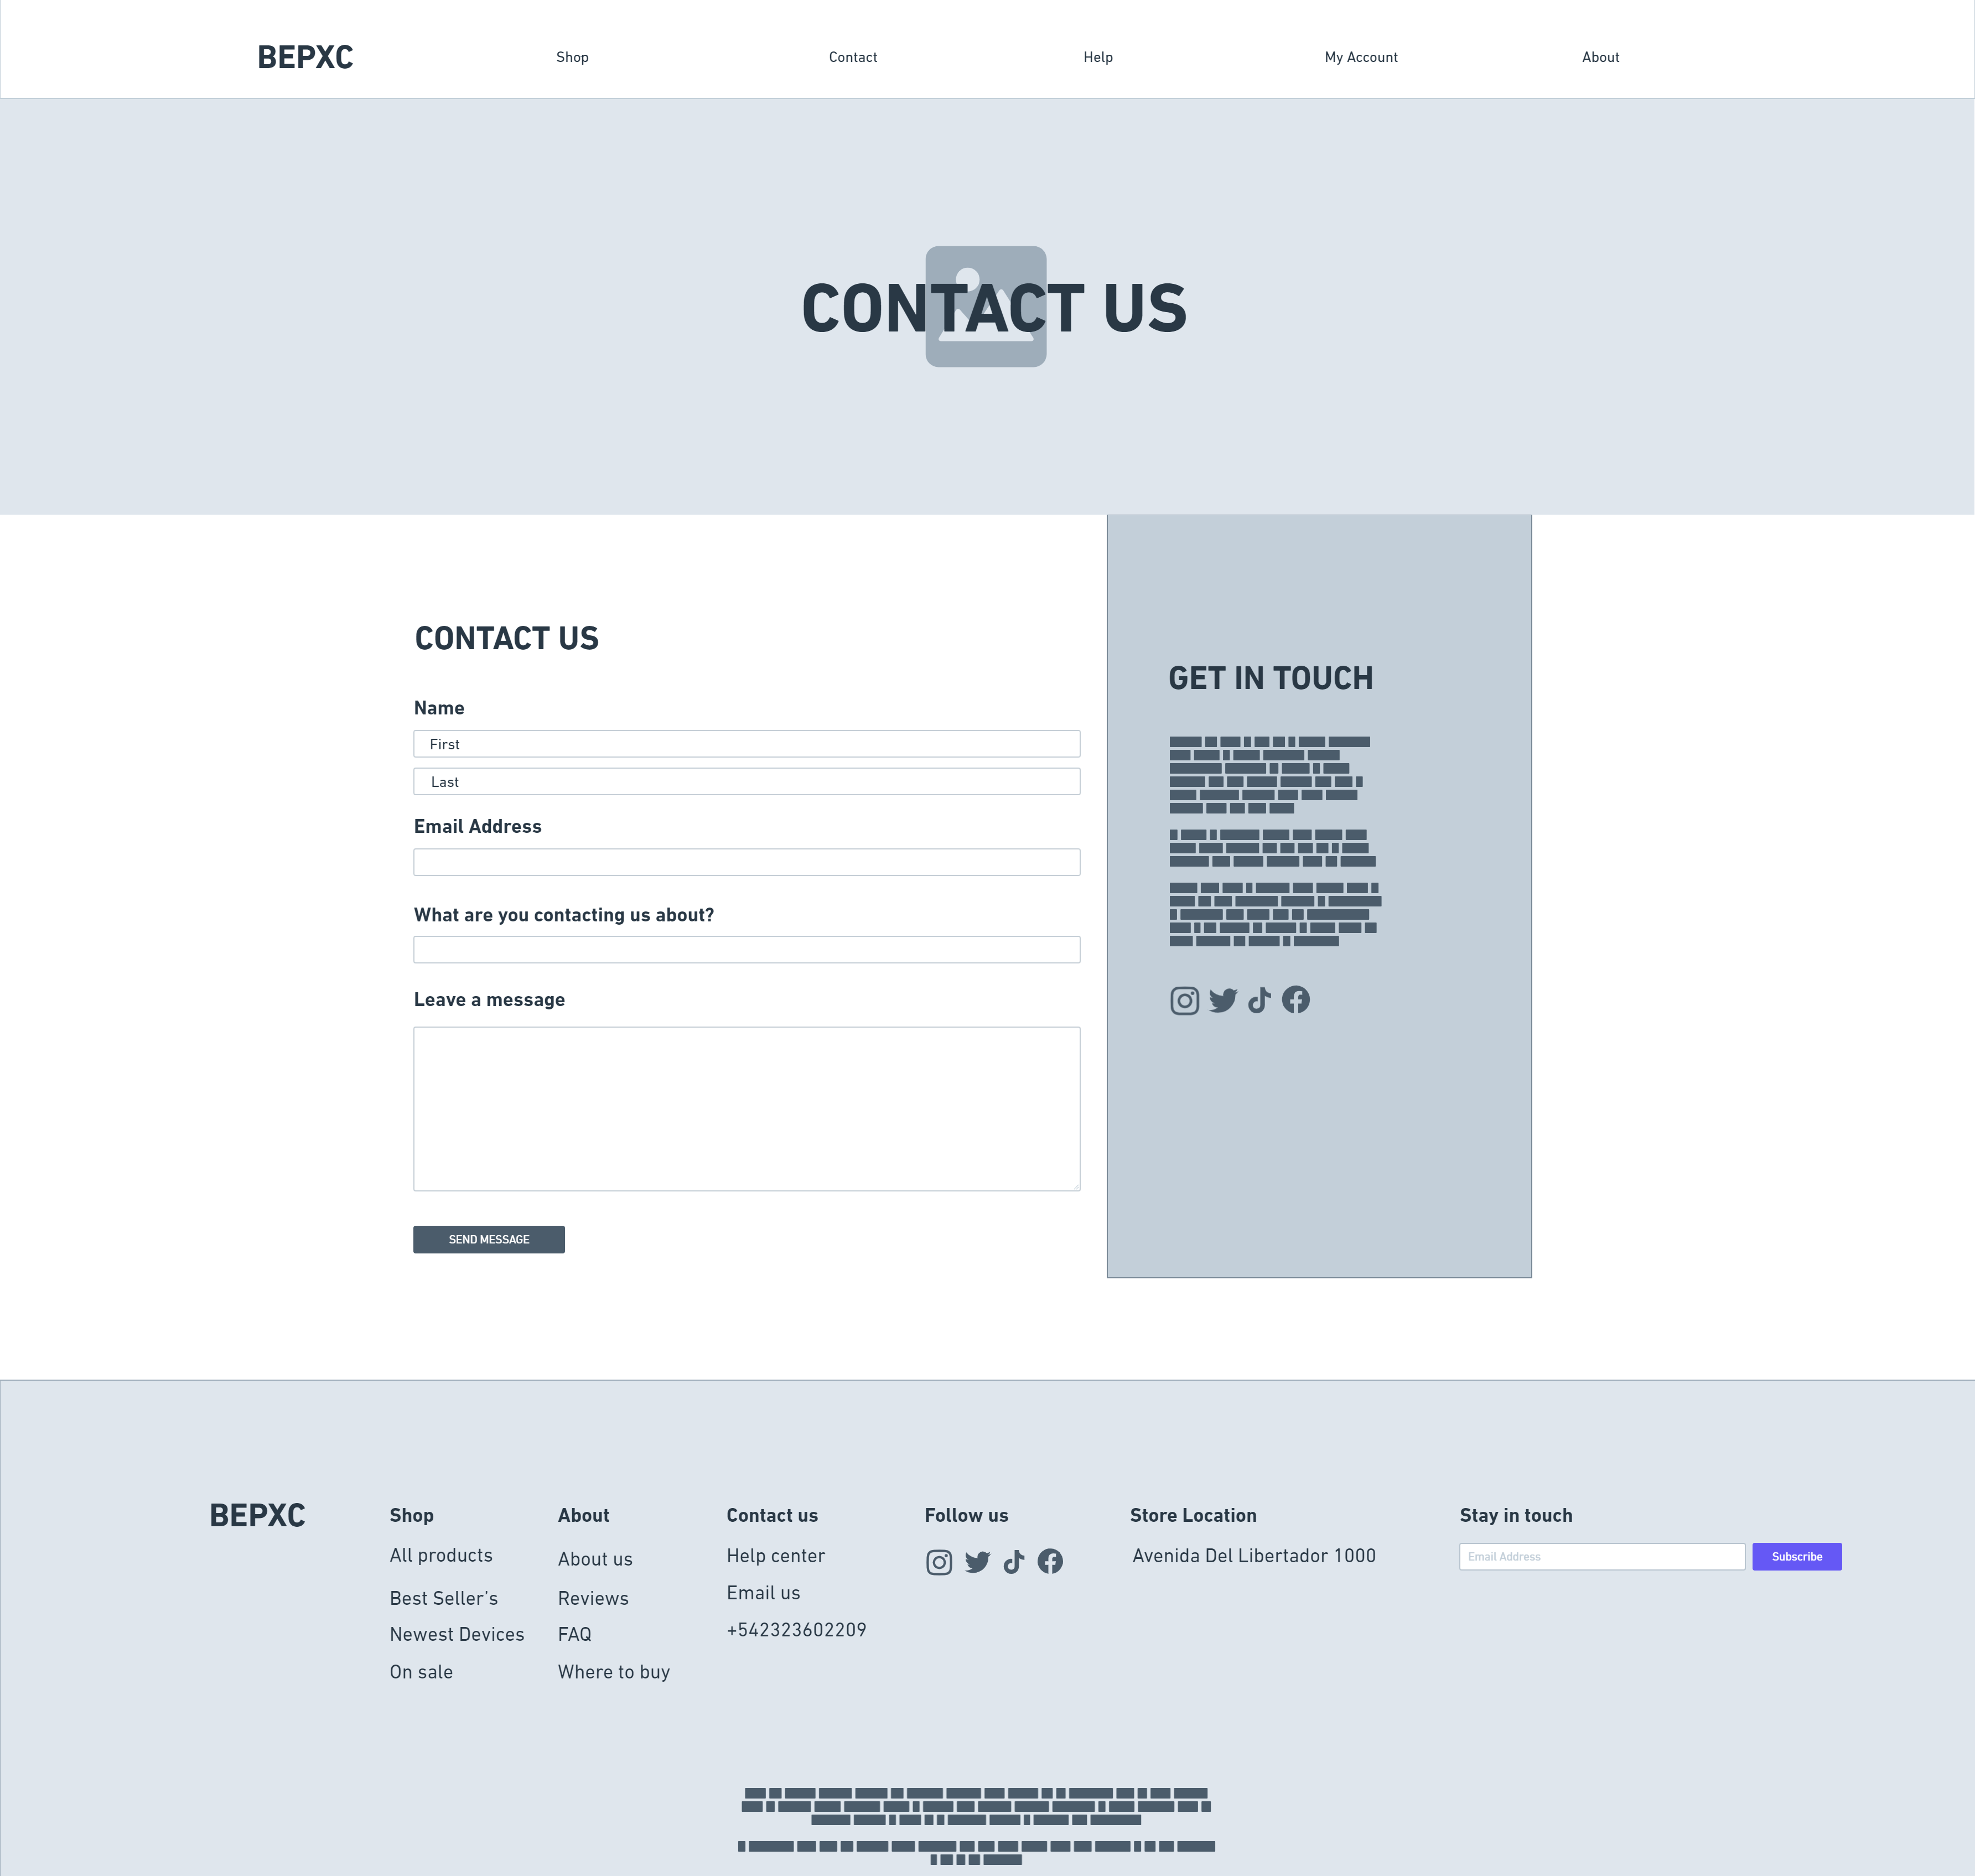 BEPXC
Shop
Contact
Help
My Account
About
CONTACT US
CONTACT US
Name
First
Last
Email Address
What are you contacting us about?
Leave a message
SEND MESSAGE
GET IN TOUCH
BEPXC
Shop
All products
Best Seller’s
Newest Devices
On sale
About
About us
Reviews
FAQ
Where to buy
Contact us
Help center
Email us
+542323602209
Follow us
Store Location
Avenida Del Libertador 1000
Stay in touch
Email Address
Subscribe